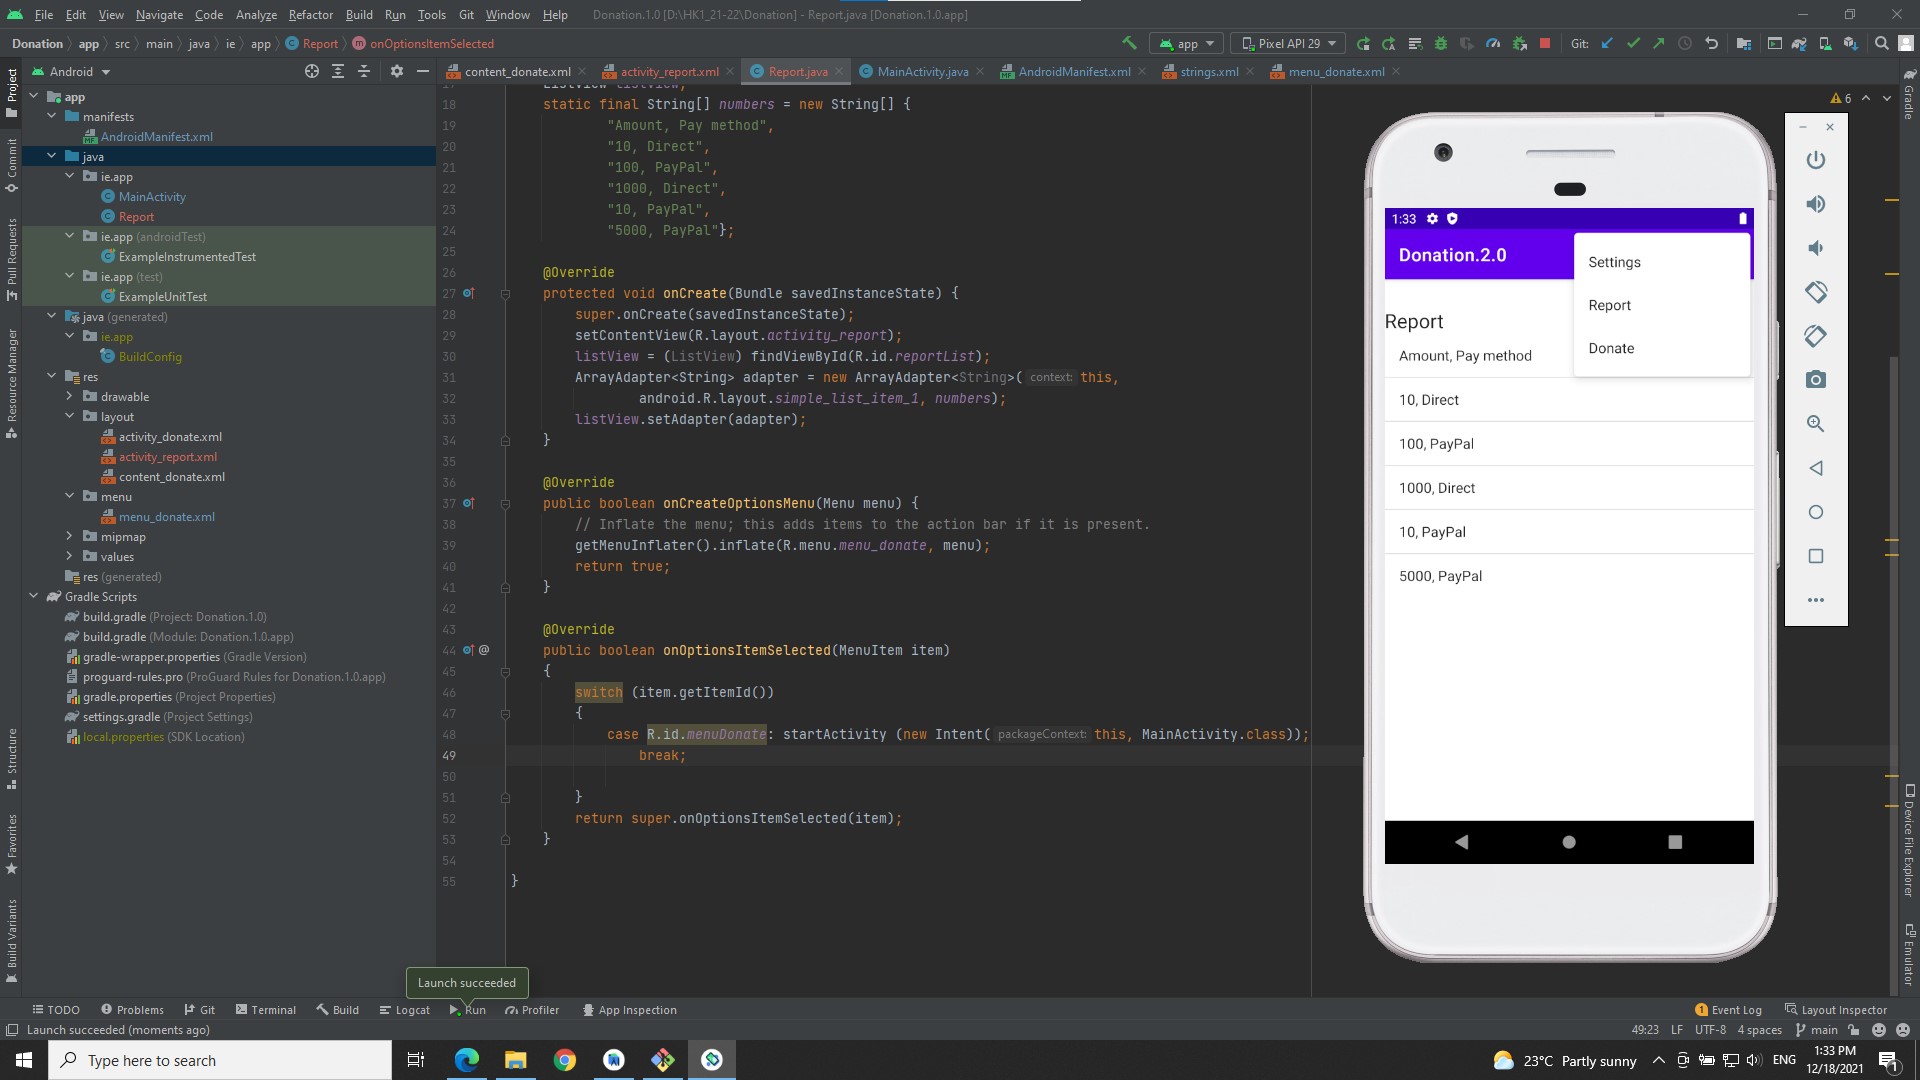 File Edit View Navigate Code Analyze Refactor Build Run Tools Git Window Help Donation.1.0 [D:\HK1_21-22\Donation] - Report.java [Donation.1.0.app]
Donation app src main java ie app Report onOptionsItemSelected
app Pixel API 29 Git:
Android
content_donate.xml activity_report.xml Report.java MainActivity.java AndroidManifest.xml strings.xml menu_donate.xml
Project
Commit
Pull Requests
Resource Manager
Structure
Favorites
Build Variants
app
manifests
AndroidManifest.xml
java
ie.app
MainActivity
Report
ie.app (androidTest)
ExampleInstrumentedTest
ie.app (test)
ExampleUnitTest
java (generated)
ie.app
BuildConfig
res
drawable
layout
activity_donate.xml
activity_report.xml
content_donate.xml
menu
menu_donate.xml
mipmap
values
res (generated)
Gradle Scripts
build.gradle (Project: Donation.1.0)
build.gradle (Module: Donation.1.0.app)
gradle-wrapper.properties (Gradle Version)
proguard-rules.pro (ProGuard Rules for Donation.1.0.app)
gradle.properties (Project Properties)
settings.gradle (Project Settings)
local.properties (SDK Location)
6
17 ListView listView;
18 static final String[] numbers = new String[] {
19 "Amount, Pay method",
20 "10, Direct",
21 "100, PayPal",
22 "1000, Direct",
23 "10, PayPal",
24 "5000, PayPal"};
25
26 @Override
27 protected void onCreate(Bundle savedInstanceState) {
28 super.onCreate(savedInstanceState);
29 setContentView(R.layout.activity_report);
30 listView = (ListView) findViewById(R.id.reportList);
31 ArrayAdapter<String> adapter = new ArrayAdapter<String>( context: this,
32 android.R.layout.simple_list_item_1, numbers);
33 listView.setAdapter(adapter);
34 }
35
36 @Override
37 public boolean onCreateOptionsMenu(Menu menu) {
38 // Inflate the menu; this adds items to the action bar if it is present.
39 getMenuInflater().inflate(R.menu.menu_donate, menu);
40 return true;
41 }
42
43 @Override
44 @ public boolean onOptionsItemSelected(MenuItem item)
45 {
46 switch (item.getItemId())
47 {
48 case R.id.menuDonate: startActivity (new Intent( packageContext: this, MainActivity.class));
49 break;
50
51 }
52 return super.onOptionsItemSelected(item);
53 }
54
55 }
1:33
Donation.2.0
Settings
Report
Donate
Report
Amount, Pay method
10, Direct
100, PayPal
1000, Direct
10, PayPal
5000, PayPal
Gradle
Device File Explorer
Emulator
Launch succeeded
TODO Problems Git Terminal Build Logcat Run Profiler App Inspection 1 Event Log Layout Inspector
Launch succeeded (moments ago) 49:23 LF UTF-8 4 spaces main
Type here to search
23°C Partly sunny ENG
1:33 PM
12/18/2021
1